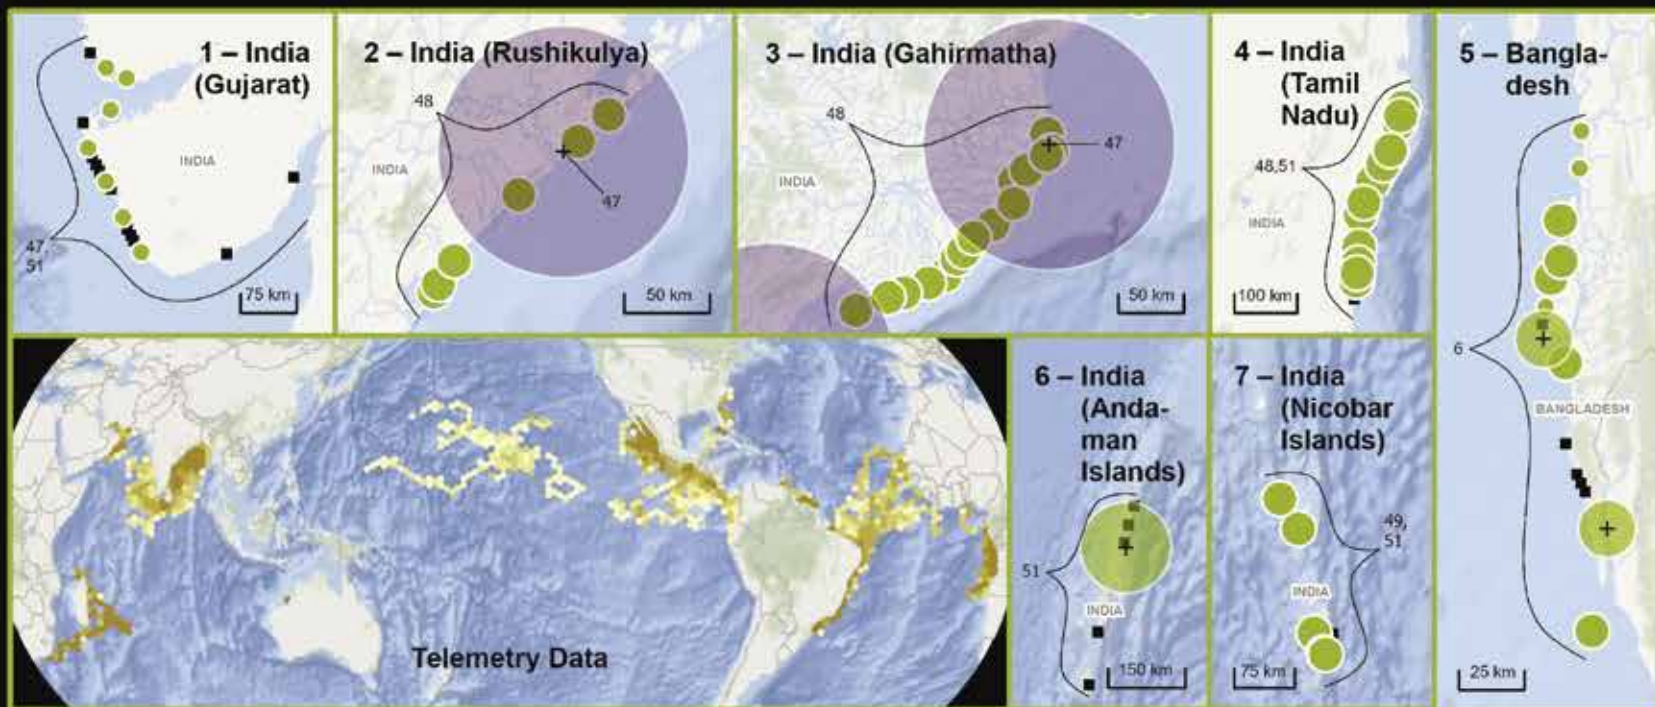 1 – India
(Gujarat)
INDIA
47,
51
75 km
2 – India (Rushikulya)
48
INDIA
47
50 km
3 – India (Gahirmatha)
48
INDIA
47
50 km
4 – India
(Tamil
Nadu)
48,51
INDIA
100 km
5 – Bangla-
desh
6
BANGLADESH
25 km
Telemetry Data
6 – India
(Anda-
man
Islands)
51
INDIA
150 km
7 – India
(Nicobar
Islands)
49,
51
INDIA
75 km